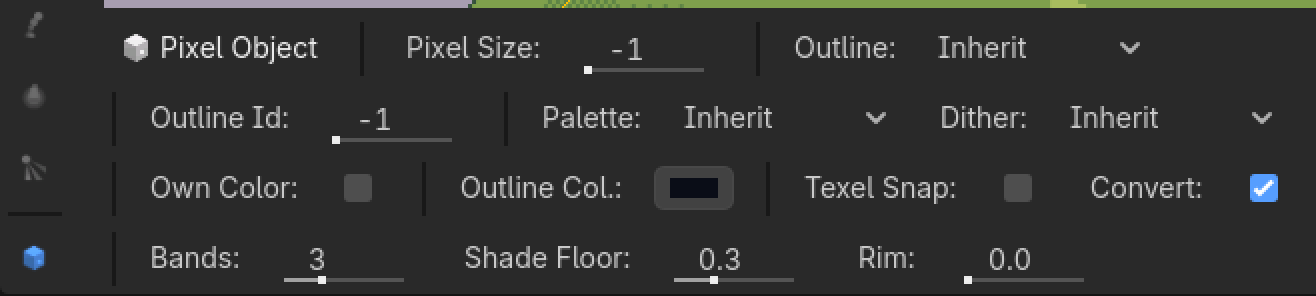 Pixel Object Pixel Size: -1 Outline: Inherit
Outline Id: -1 Palette: Inherit Dither: Inherit
Own Color: Outline Col.: Texel Snap: Convert:
Bands: 3 Shade Floor: 0.3 Rim: 0.0